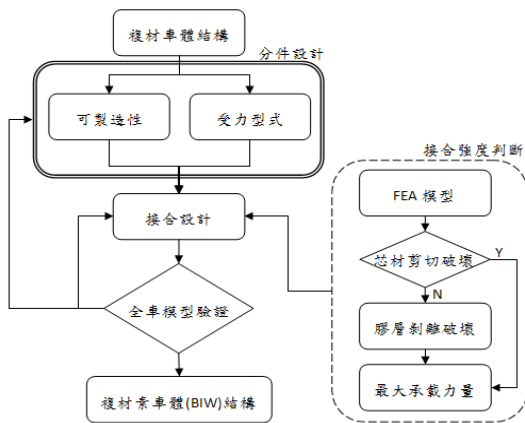 複材車體結構
分件設計
可製造性
受力型式
接合設計
全車模型驗證
複材素車體(BIW)結構
接合強度判斷
FEA 模型
芯材剪切破壞
Y
N
膠層剝離破壞
最大承載力量